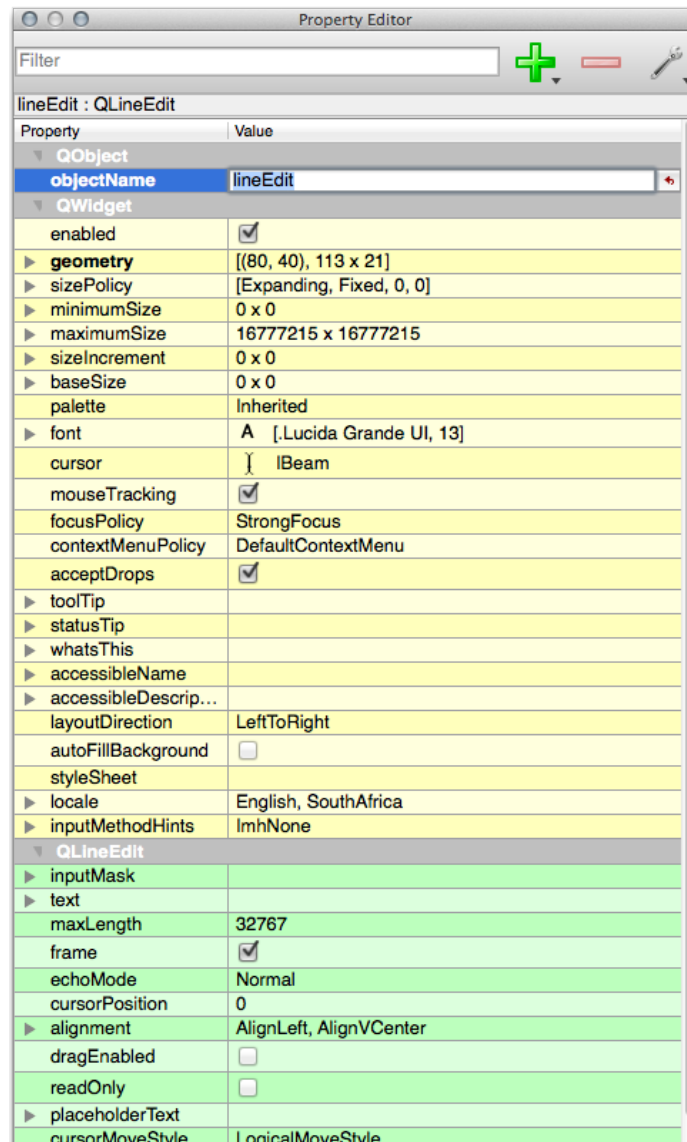 Property Editor
Filter
lineEdit : QLineEdit
Property Value
QObject
objectName lineEdit
QWidget
enabled
geometry [(80, 40), 113 x 21]
sizePolicy [Expanding, Fixed, 0, 0]
minimumSize 0 x 0
maximumSize 16777215 x 16777215
sizeIncrement 0 x 0
baseSize 0 x 0
palette Inherited
font A [.Lucida Grande UI, 13]
cursor IBeam
mouseTracking
focusPolicy StrongFocus
contextMenuPolicy DefaultContextMenu
acceptDrops
toolTip
statusTip
whatsThis
accessibleName
accessibleDescrip...
layoutDirection LeftToRight
autoFillBackground
styleSheet
locale English, SouthAfrica
inputMethodHints ImhNone
QLineEdit
inputMask
text
maxLength 32767
frame
echoMode Normal
cursorPosition 0
alignment AlignLeft, AlignVCenter
dragEnabled
readOnly
placeholderText
cursorMoveStyle LogicalMoveStyle